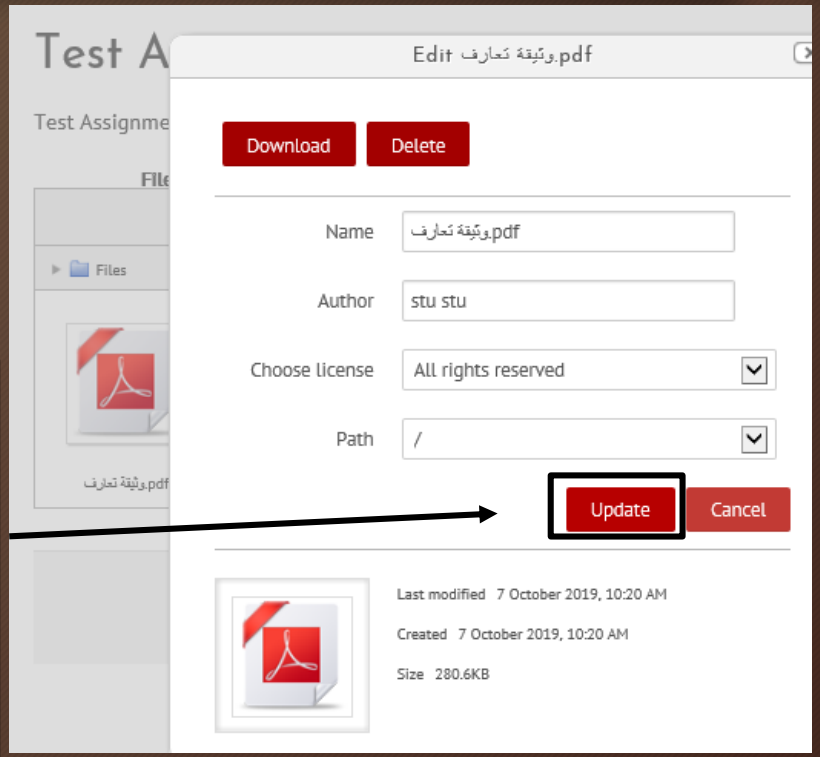 Test A
Edit وثيقة تعارف.pdf
Test Assignme
Download
Delete
File
Name
وثيقة تعارف.pdf
Files
Author
stu stu
Choose license
All rights reserved
Path
/
وثيقة تعارف.pdf
Update
Cancel
Last modified 7 October 2019, 10:20 AM
Created 7 October 2019, 10:20 AM
Size 280.6KB